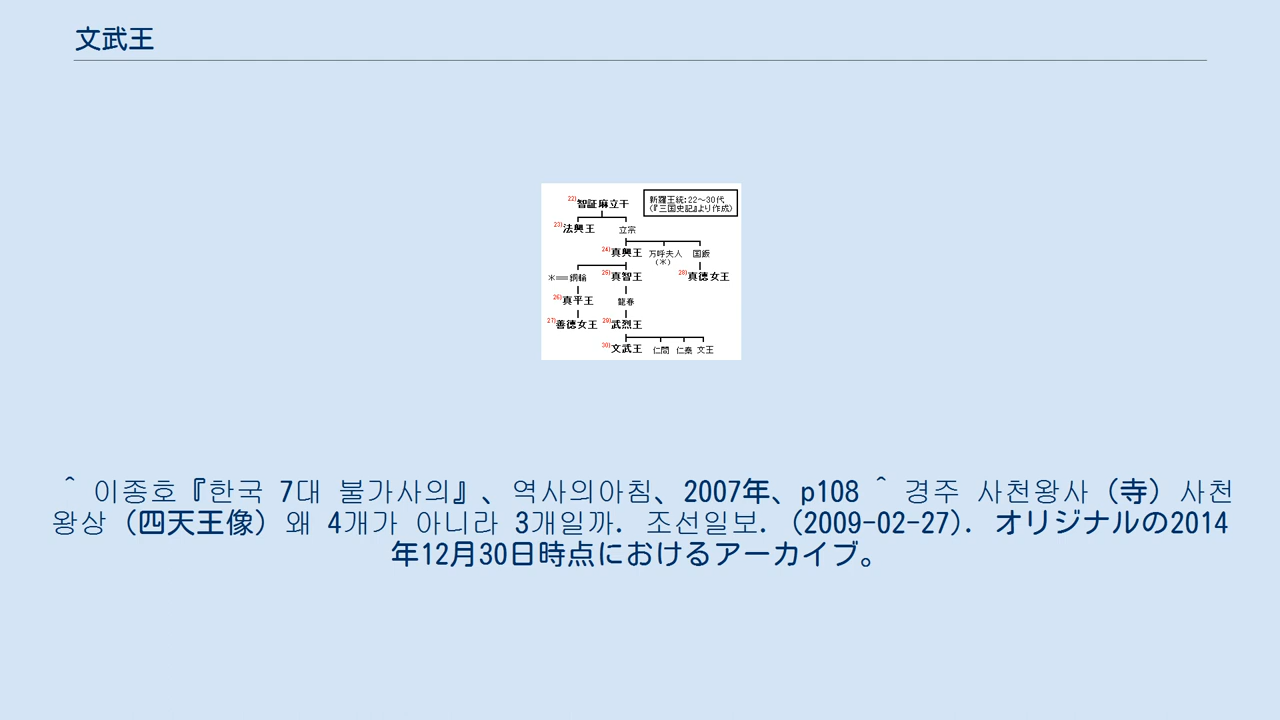 文武王
22)智証麻立干
新羅王統:22～30代
(『三国史記』より作成)
23)法興王 立宗
24)真興王 万呼夫人 国飯
(※)
※==銅輪 25)真智王 28)真徳女王
26)真平王 龍春
27)善徳女王 29)武烈王
30)文武王 仁問 仁泰 文王
^ 이종호『한국 7대 불가사의』、역사의아침、2007年、p108 ^ 경주 사천왕사（寺）사천
왕상（四天王像）왜 4개가 아니라 3개일까. 조선일보. (2009-02-27). オリジナルの2014
年12月30日時点におけるアーカイブ。